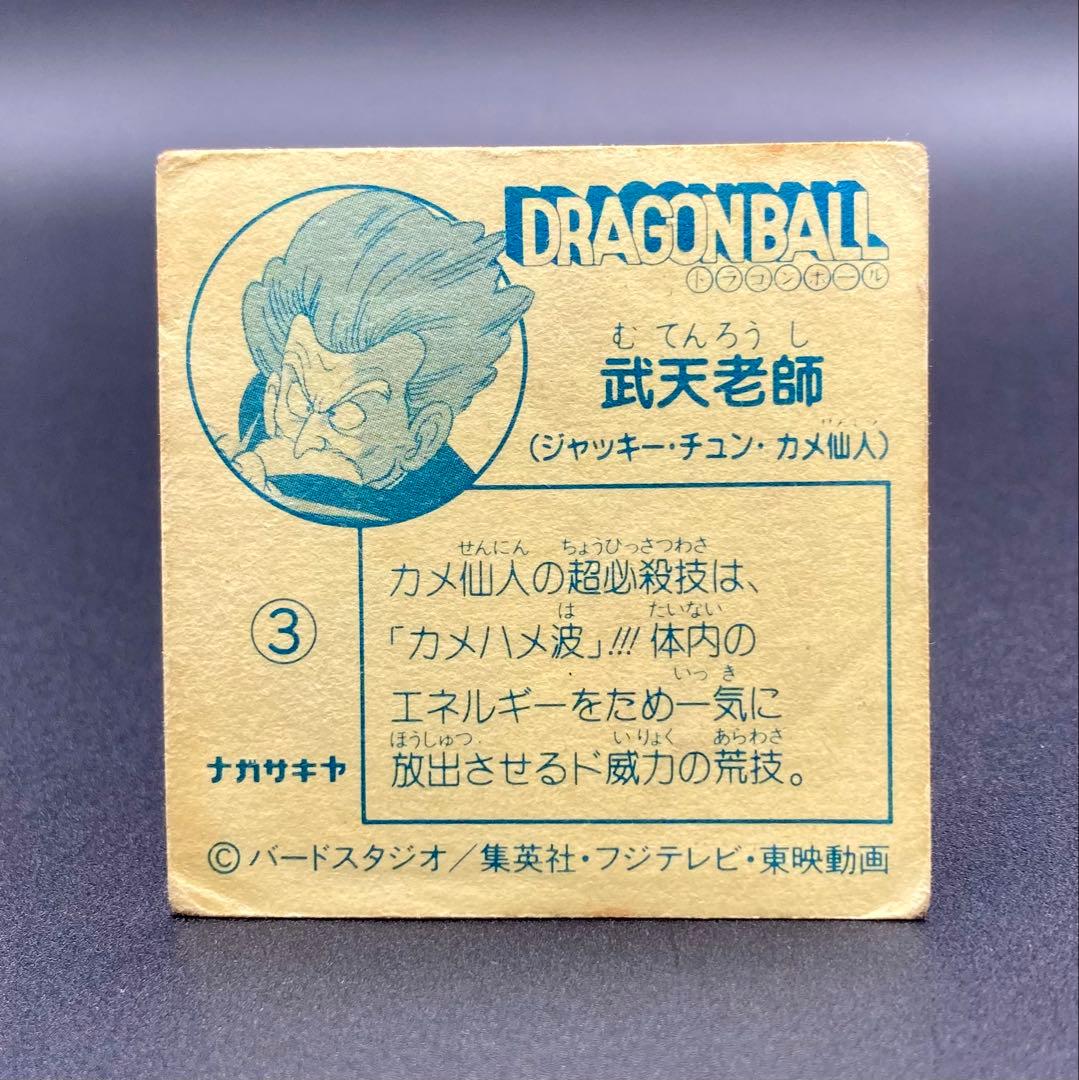 DRAGONBALL
ドラゴンボール
む てんろう し
武天老師
(ジャッキー・チュン・カメ仙人)
せんにん ちょうひっさつわざ
カメ仙人の超必殺技は、
は たいない
「カメハメ波」!!! 体内の
いっ き
エネルギーをため一気に
ほうしゅつ いりょく あらわざ
放出させるド威力の荒技。
③
ナガサキヤ
©バードスタジオ/集英社・フジテレビ・東映動画